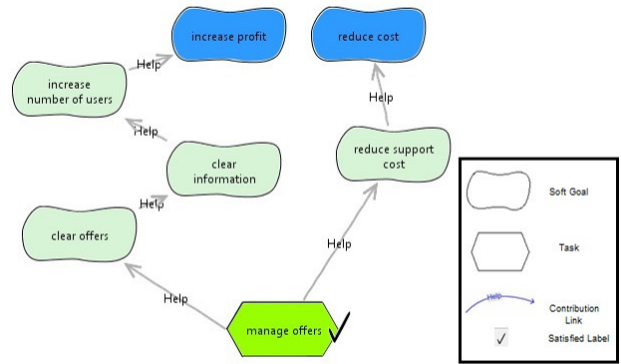 increase profit
reduce cost
Help
increase
number of users
Help
Help
clear
information
reduce support
cost
Help
clear offers
Help
Help
manage offers
Soft Goal
Task
Help
Contribution
Link
Satisfied Label